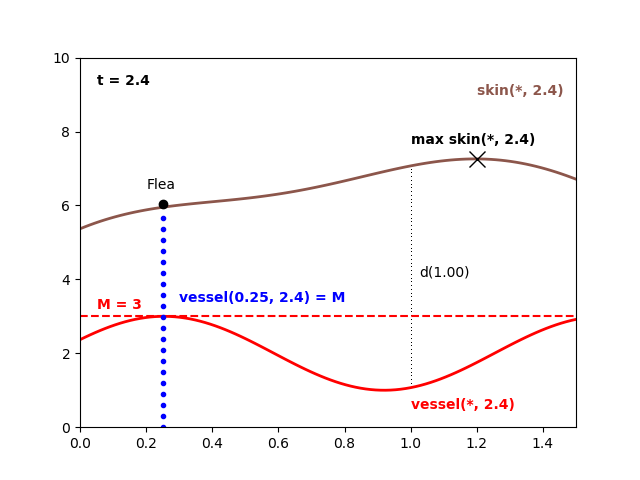 t = 2.4
skin(*, 2.4)
max skin(*, 2.4)
Flea
d(1.00)
M = 3
vessel(0.25, 2.4) = M
vessel(*, 2.4)
10
8
6
4
2
0
0.0 0.2 0.4 0.6 0.8 1.0 1.2 1.4